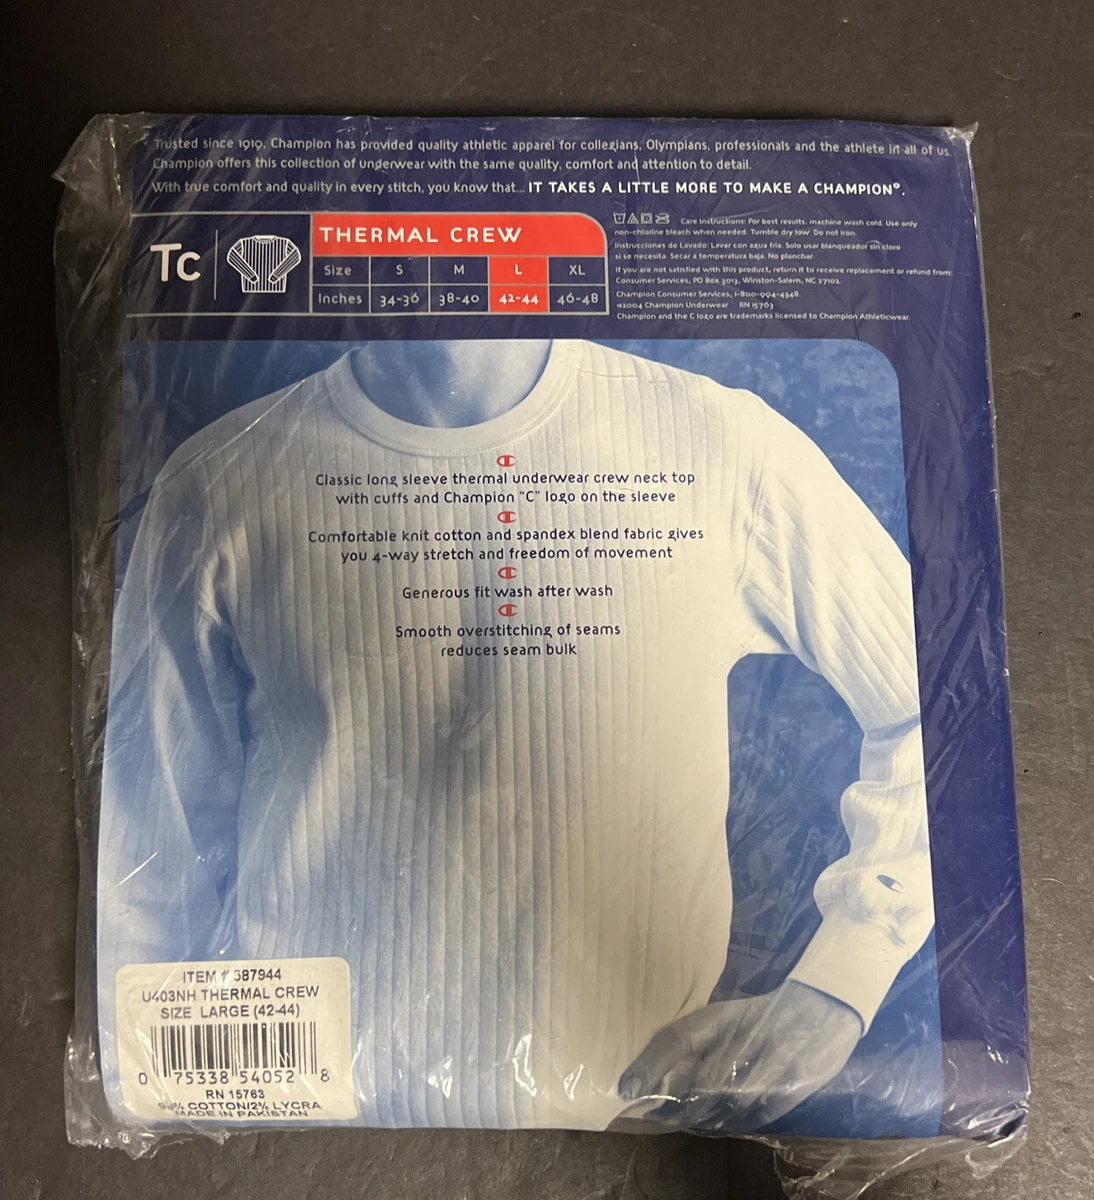 Trusted since 1919, Champion has provided quality athletic apparel for collegians, Olympians, professionals and the athlete in all of us.
Champion offers this collection of underwear with the same quality, comfort and attention to detail.
With true comfort and quality in every stitch, you know that... IT TAKES A LITTLE MORE TO MAKE A CHAMPION®.
Tc
THERMAL CREW
Size S M L XL
Inches 34-36 38-40 42-44 46-48
Care Instructions: For best results, machine wash cold. Use only
non-chlorine bleach when needed. Tumble dry low. Do not iron.
Instrucciones de Lavado: Lavar con agua fria. Solo usar blanqueador sin cloro
si se necesita. Secar a temperatura baja. No planchar.
If you are not satisfied with this product, return it to receive replacement or refund from:
Consumer Services, PO Box 3013, Winston-Salem, NC 27102.
Champion Consumer Services, 1-800-994-4348.
©2004 Champion Underwear RN 15763
Champion and the C logo are trademarks licensed to Champion Athleticwear.
Classic long sleeve thermal underwear crew neck top
with cuffs and Champion "C" logo on the sleeve
Comfortable knit cotton and spandex blend fabric gives
you 4-way stretch and freedom of movement
Generous fit wash after wash
Smooth overstitching of seams
reduces seam bulk
ITEM # 587944
U403NH THERMAL CREW
SIZE LARGE (42-44)
0 75338 54052 8
RN 15763
98% COTTON/2% LYCRA
MADE IN PAKISTAN